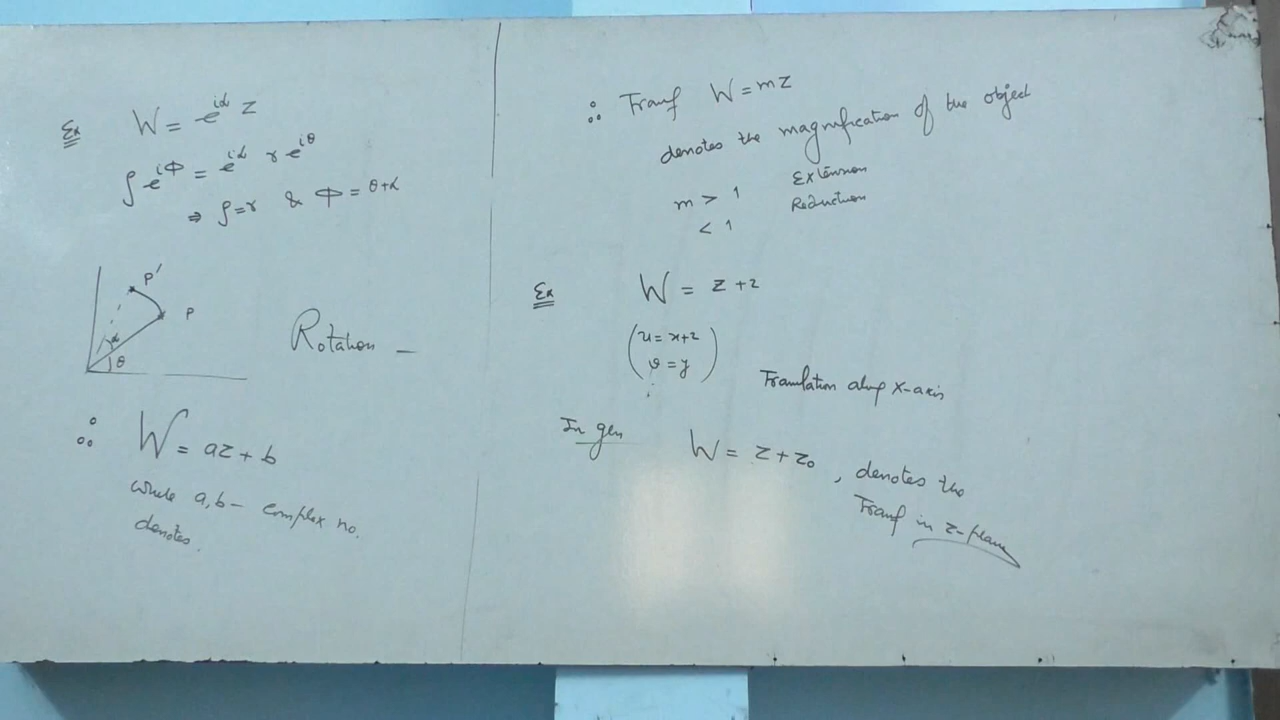 Ex W = e^{iα} z
ρ e^{iΦ} = e^{iα} r e^{iθ}
⇒ ρ = r & Φ = θ+α
P'
P
α
θ
Rotation –
∴ W = az + b
where a, b – complex no.
denotes.
∴ Transf W = mz
denotes the magnification of the object
m > 1 Extension
< 1 Reduction
Ex W = z + 2
(u = x+2
v = y)
Translation along x-axis
In gen W = z + z₀, denotes the
Transf in z-plane